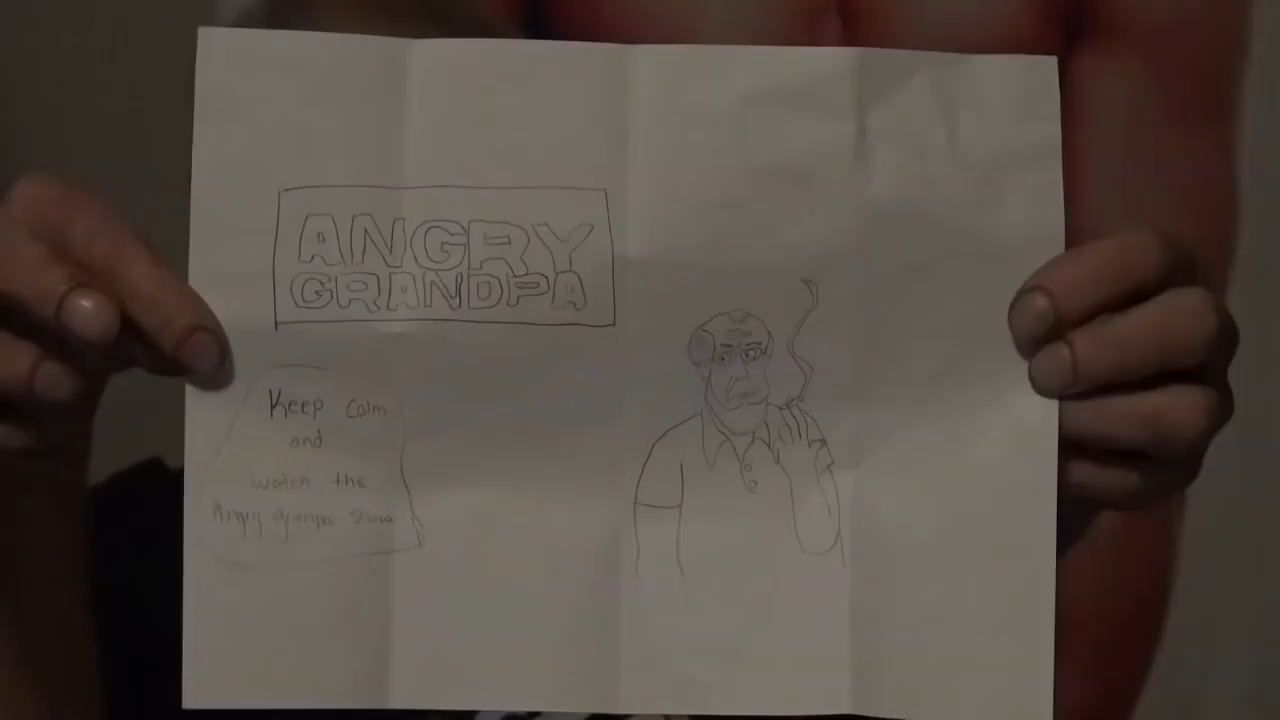 ANGRY
GRANDPA
Keep Calm
and
watch the
Angry Grandpa Show